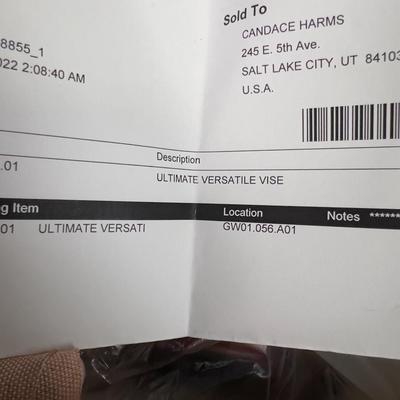 Sold To
8855_1
CANDACE HARMS
2022 2:08:40 AM
245 E. 5th Ave.
SALT LAKE CITY, UT 84103
U.S.A.
Description
.01
ULTIMATE VERSATILE VISE
g Item Location Notes ******
01 ULTIMATE VERSATI GW01.056.A01